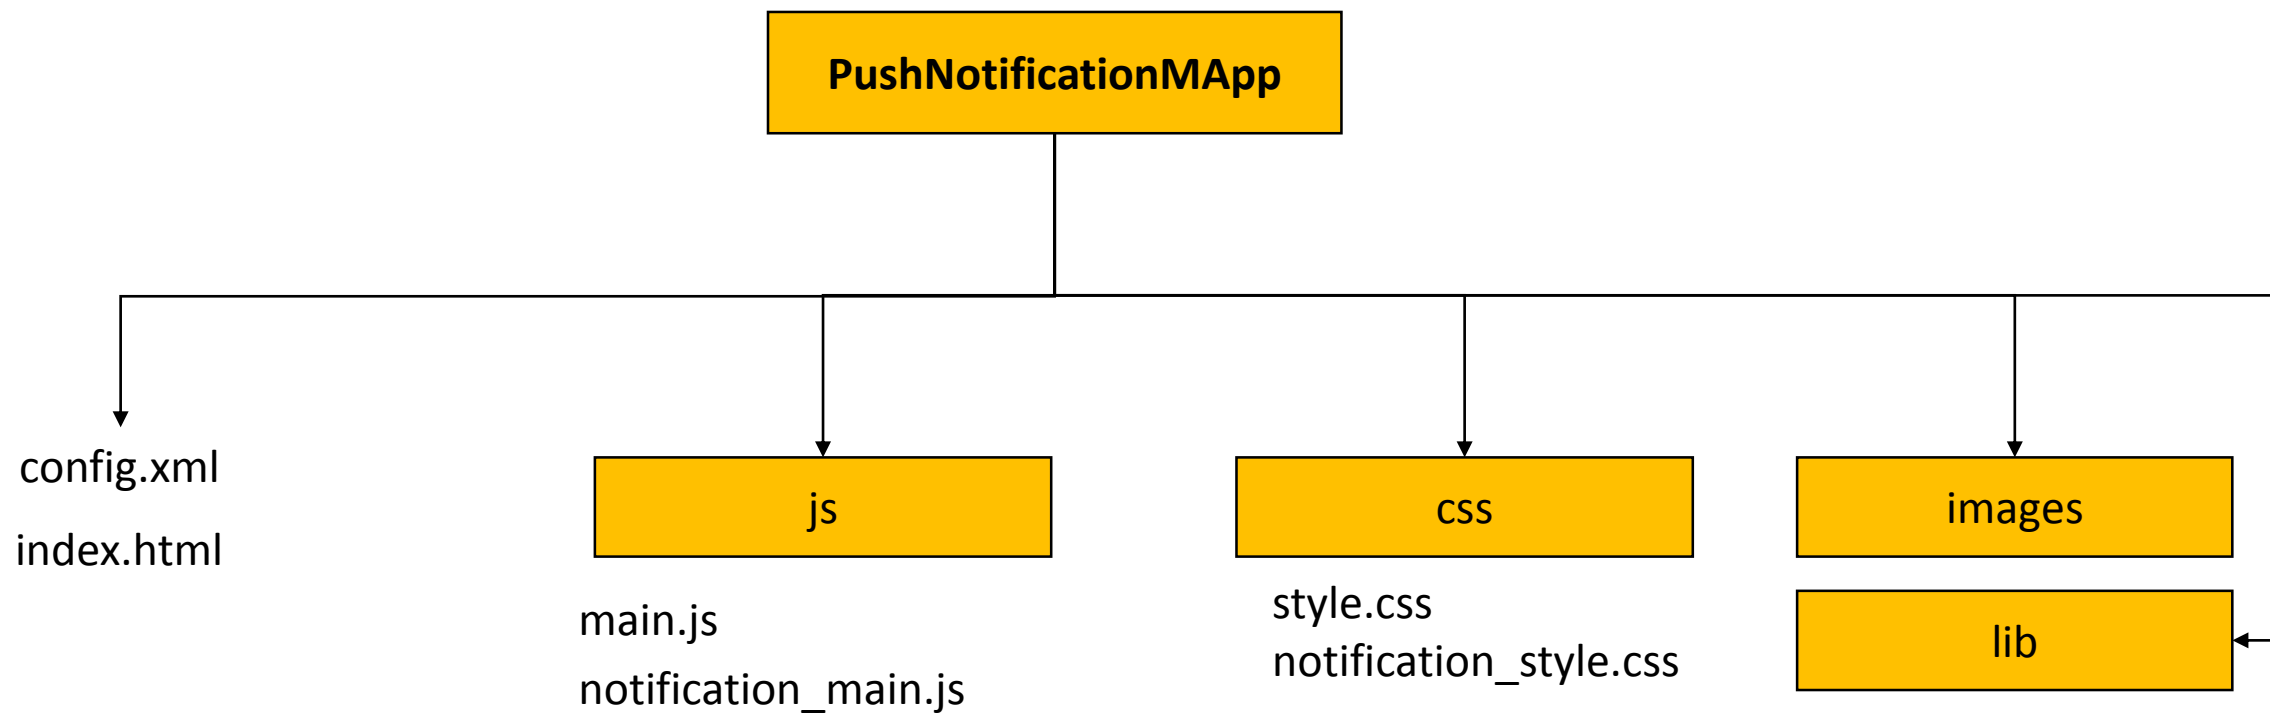 PushNotificationMApp
config.xml
index.html
js
main.js
notification_main.js
css
style.css
notification_style.css
images
lib